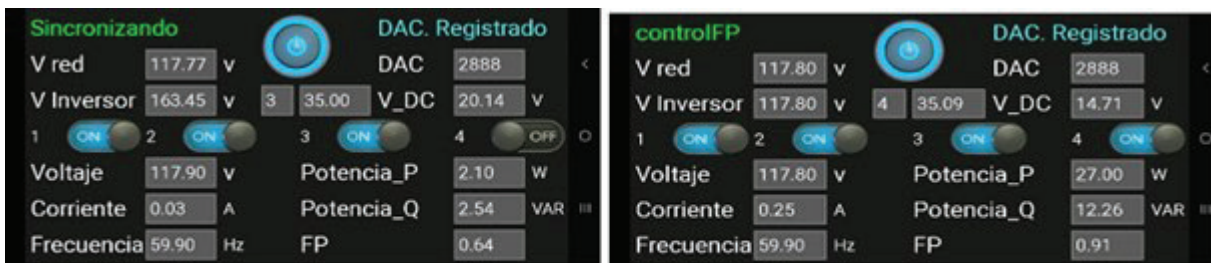 Sincronizando DAC. Registrado
V red 117.77 v DAC 2888
V Inversor 163.45 v 3 35.00 V_DC 20.14 v
1 ON 2 ON 3 ON 4 OFF
Voltaje 117.90 v Potencia_P 2.10 w
Corriente 0.03 A Potencia_Q 2.54 VAR
Frecuencia 59.90 Hz FP 0.64
controlFP DAC. Registrado
V red 117.80 v DAC 2888
V Inversor 117.80 v 4 35.09 V_DC 14.71 v
1 ON 2 ON 3 ON 4 ON
Voltaje 117.80 v Potencia_P 27.00 W
Corriente 0.25 A Potencia_Q 12.26 VAR
Frecuencia 59.90 Hz FP 0.91